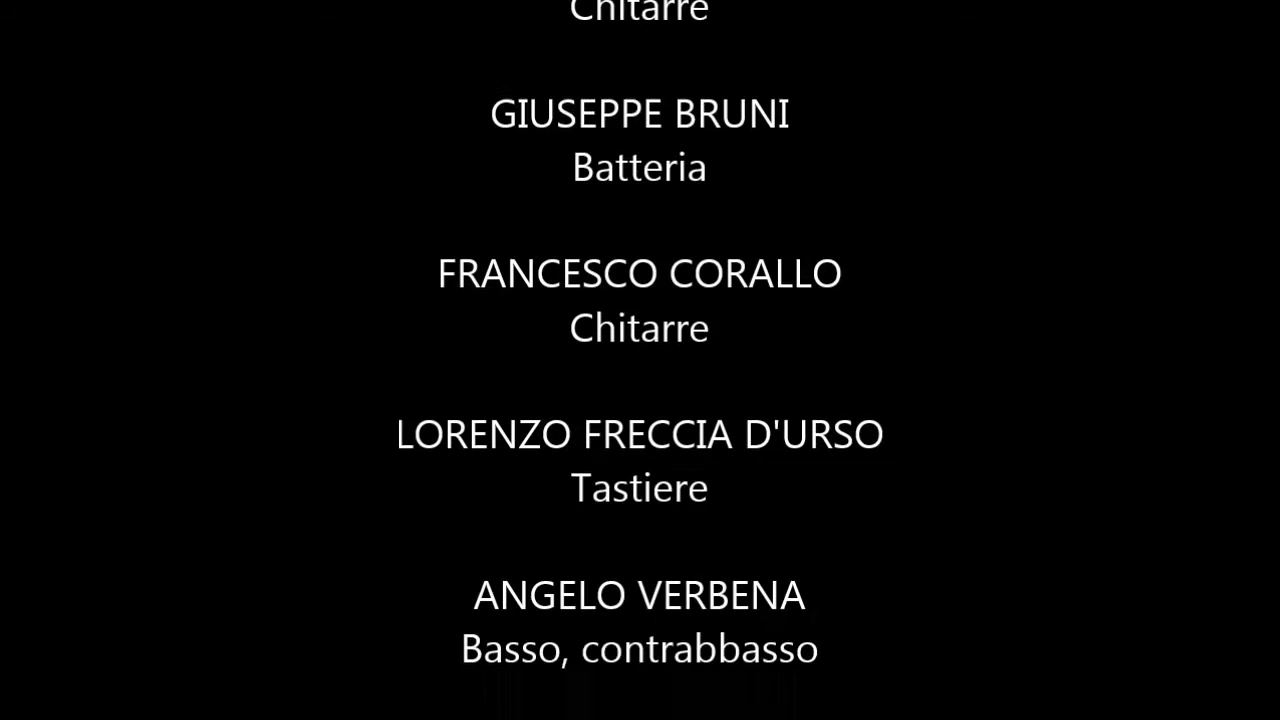 Chitarre
GIUSEPPE BRUNI
Batteria
FRANCESCO CORALLO
Chitarre
LORENZO FRECCIA D'URSO
Tastiere
ANGELO VERBENA
Basso, contrabbasso